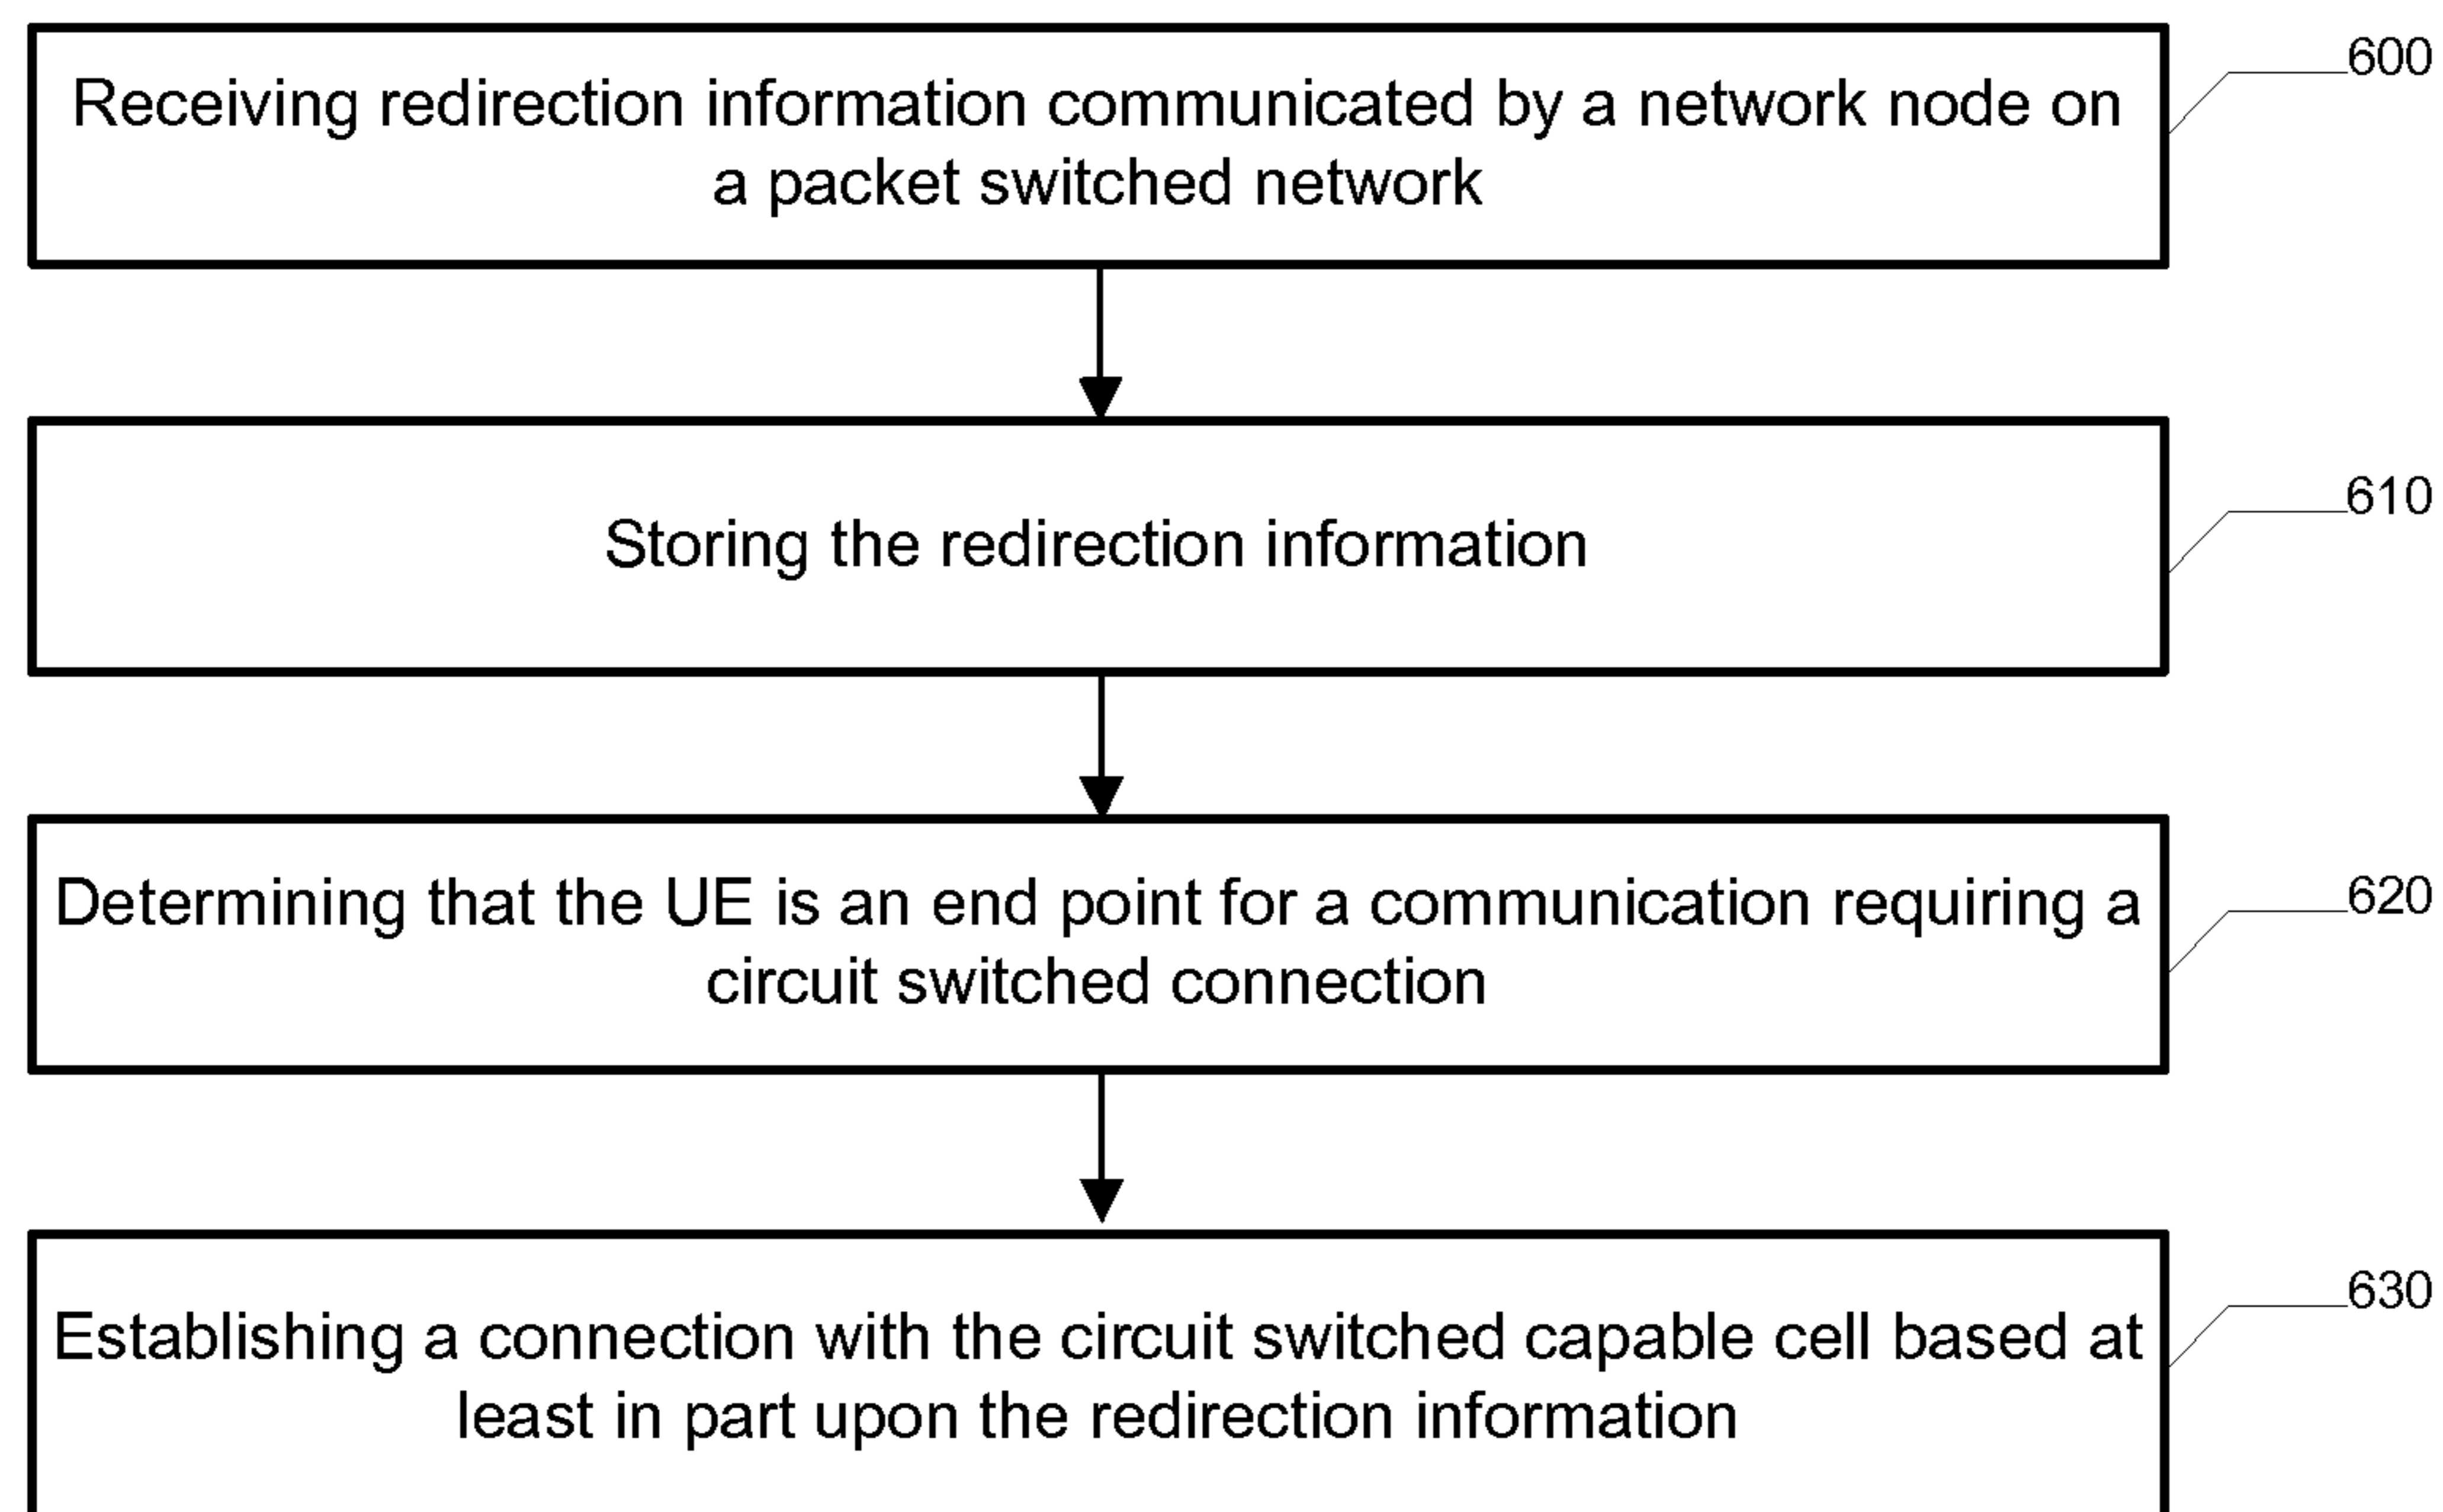 Receiving redirection information communicated by a network node on
a packet switched network
600
Storing the redirection information
610
Determining that the UE is an end point for a communication requiring a
circuit switched connection
620
Establishing a connection with the circuit switched capable cell based at
least in part upon the redirection information
630